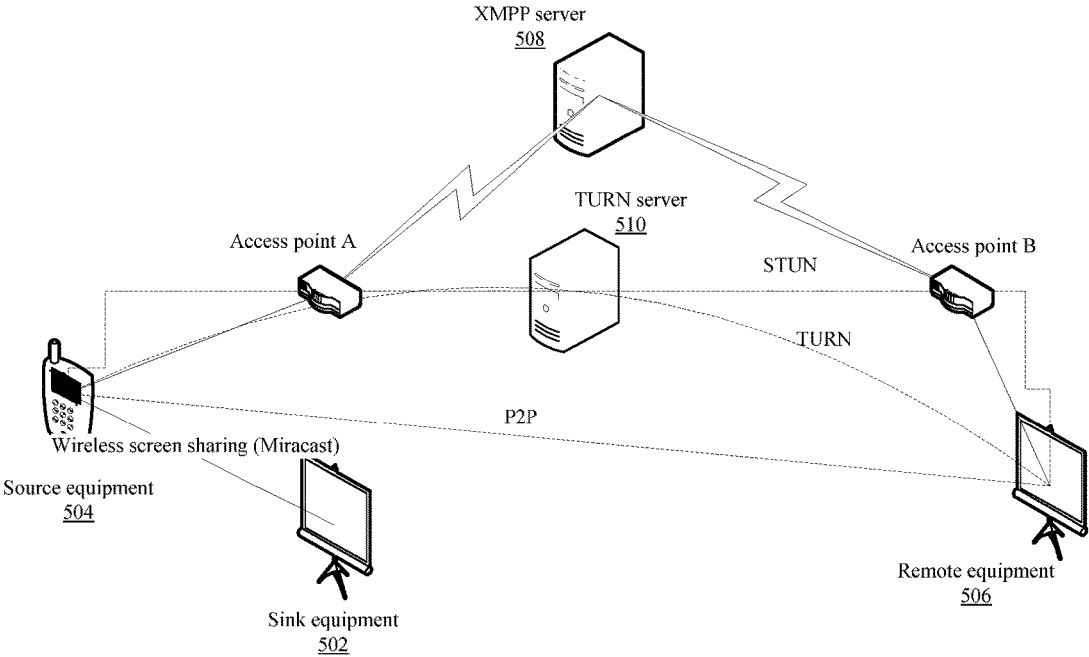 XMPP server
508
TURN server
510
Access point A
Access point B
STUN
TURN
P2P
Wireless screen sharing (Miracast)
Source equipment
504
Remote equipment
506
Sink equipment
502